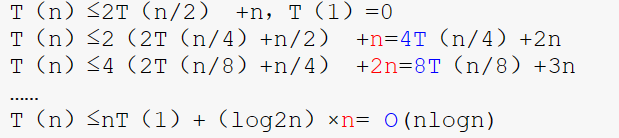 T（n）≤2T（n/2） +n，T（1）=0
T（n）≤2（2T（n/4）+n/2） +n=4T（n/4）+2n
T（n）≤4（2T（n/8）+n/4） +2n=8T（n/8）+3n
……
T（n）≤nT（1）+（log2n）×n= O(nlogn)